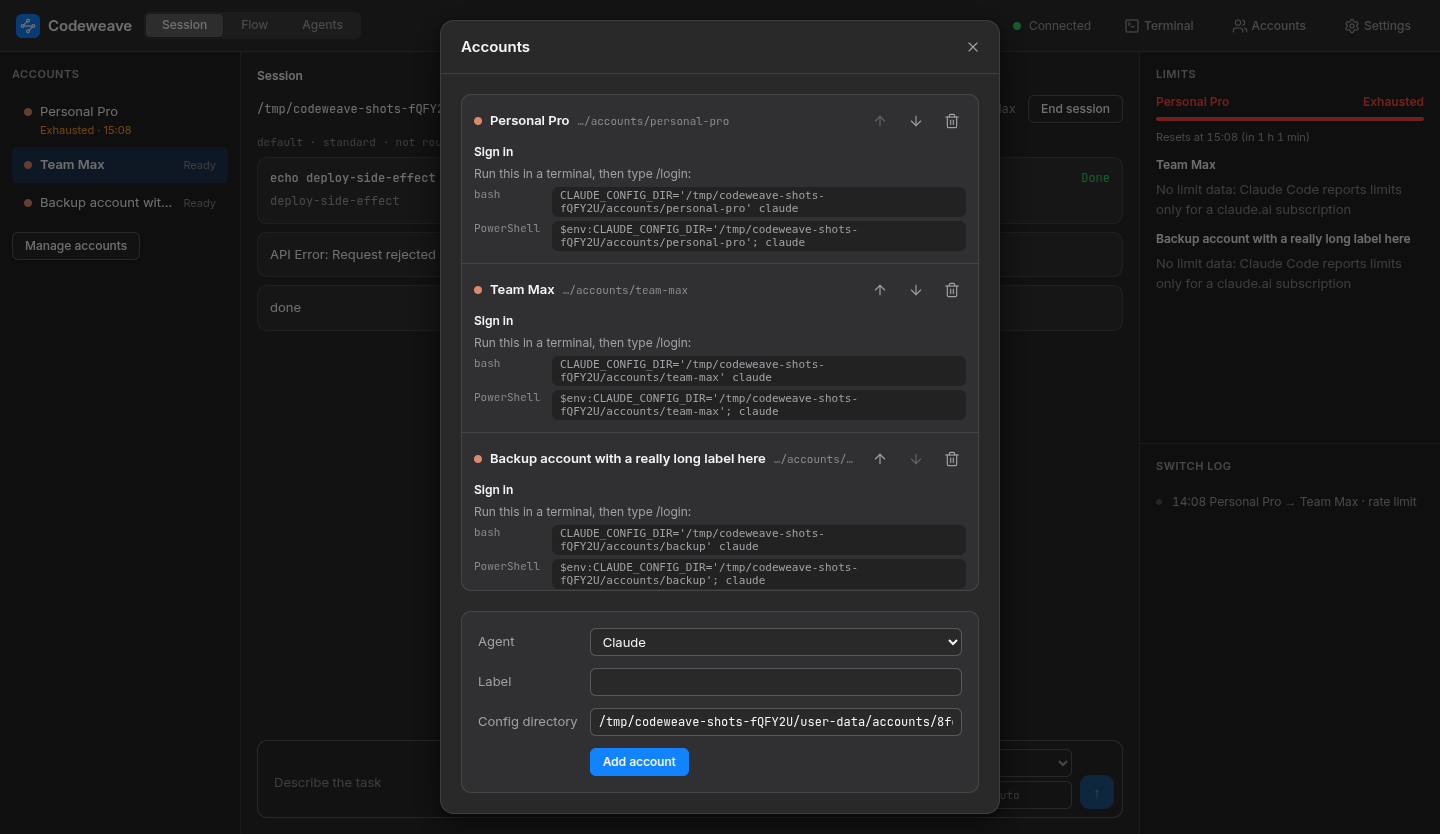 Codeweave
Session
Flow
Agents
Connected
Terminal
Accounts
Settings
ACCOUNTS
Personal Pro
Exhausted · 15:08
Team Max
Ready
Backup account wit...
Ready
Manage accounts
Session
/tmp/codeweave-shots-fQFY2
End session
default · standard · not rou
echo deploy-side-effect
Done
deploy-side-effect
API Error: Request rejected
done
Describe the task
Accounts
Personal Pro …/accounts/personal-pro
Sign in
Run this in a terminal, then type /login:
bash
CLAUDE_CONFIG_DIR='/tmp/codeweave-shots-
fQFY2U/accounts/personal-pro' claude
PowerShell
$env:CLAUDE_CONFIG_DIR='/tmp/codeweave-shots-
fQFY2U/accounts/personal-pro'; claude
Team Max …/accounts/team-max
Sign in
Run this in a terminal, then type /login:
bash
CLAUDE_CONFIG_DIR='/tmp/codeweave-shots-
fQFY2U/accounts/team-max' claude
PowerShell
$env:CLAUDE_CONFIG_DIR='/tmp/codeweave-shots-
fQFY2U/accounts/team-max'; claude
Backup account with a really long label here …/accounts/…
Sign in
Run this in a terminal, then type /login:
bash
CLAUDE_CONFIG_DIR='/tmp/codeweave-shots-
fQFY2U/accounts/backup' claude
PowerShell
$env:CLAUDE_CONFIG_DIR='/tmp/codeweave-shots-
fQFY2U/accounts/backup'; claude
Agent
Claude
Label
Config directory
/tmp/codeweave-shots-fQFY2U/user-data/accounts/8f
Add account
LIMITS
Personal Pro
Exhausted
Resets at 15:08 (in 1 h 1 min)
Team Max
No limit data: Claude Code reports limits
only for a claude.ai subscription
Backup account with a really long label here
No limit data: Claude Code reports limits
only for a claude.ai subscription
SWITCH LOG
14:08 Personal Pro → Team Max · rate limit